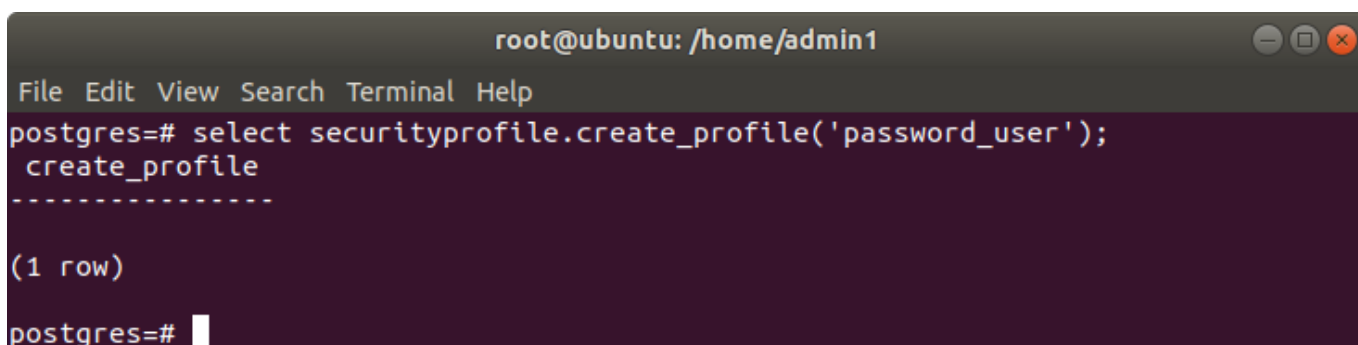 root@ubuntu: /home/admin1
File Edit View Search Terminal Help
postgres=# select securityprofile.create_profile('password_user');
 create_profile
----------------
(1 row)
postgres=#